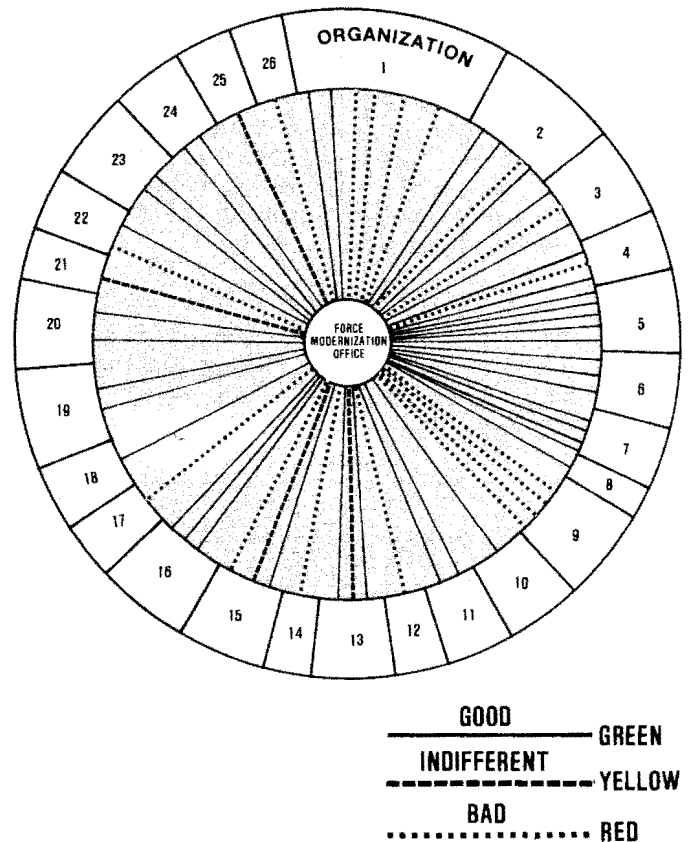 ORGANIZATION
1
2
3
4
5
6
7
8
9
10
11
12
13
14
15
16
17
18
19
20
21
22
23
24
25
26
FORCE
MODERNIZATION
OFFICE
GOOD
GREEN
INDIFFERENT
YELLOW
BAD
RED